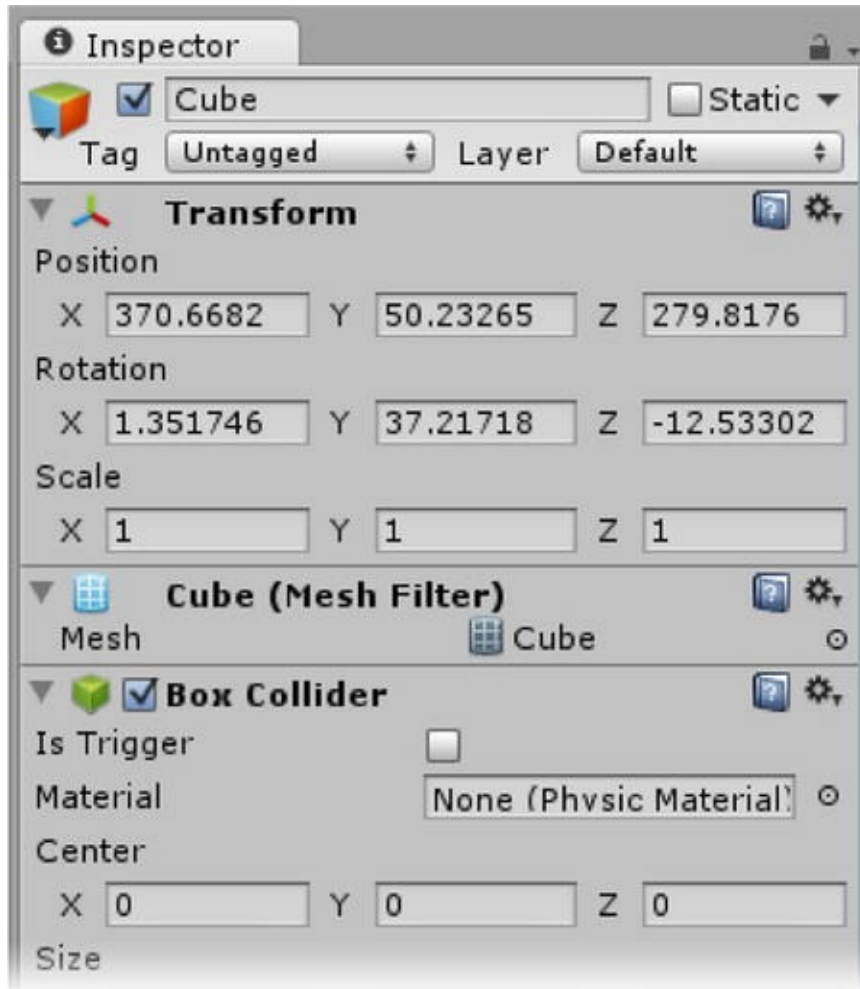 Inspector
Cube Static
Tag Untagged Layer Default
Transform
Position
X 370.6682 Y 50.23265 Z 279.8176
Rotation
X 1.351746 Y 37.21718 Z -12.53302
Scale
X 1 Y 1 Z 1
Cube (Mesh Filter)
Mesh Cube
Box Collider
Is Trigger
Material None (Physic Material)
Center
X 0 Y 0 Z 0
Size